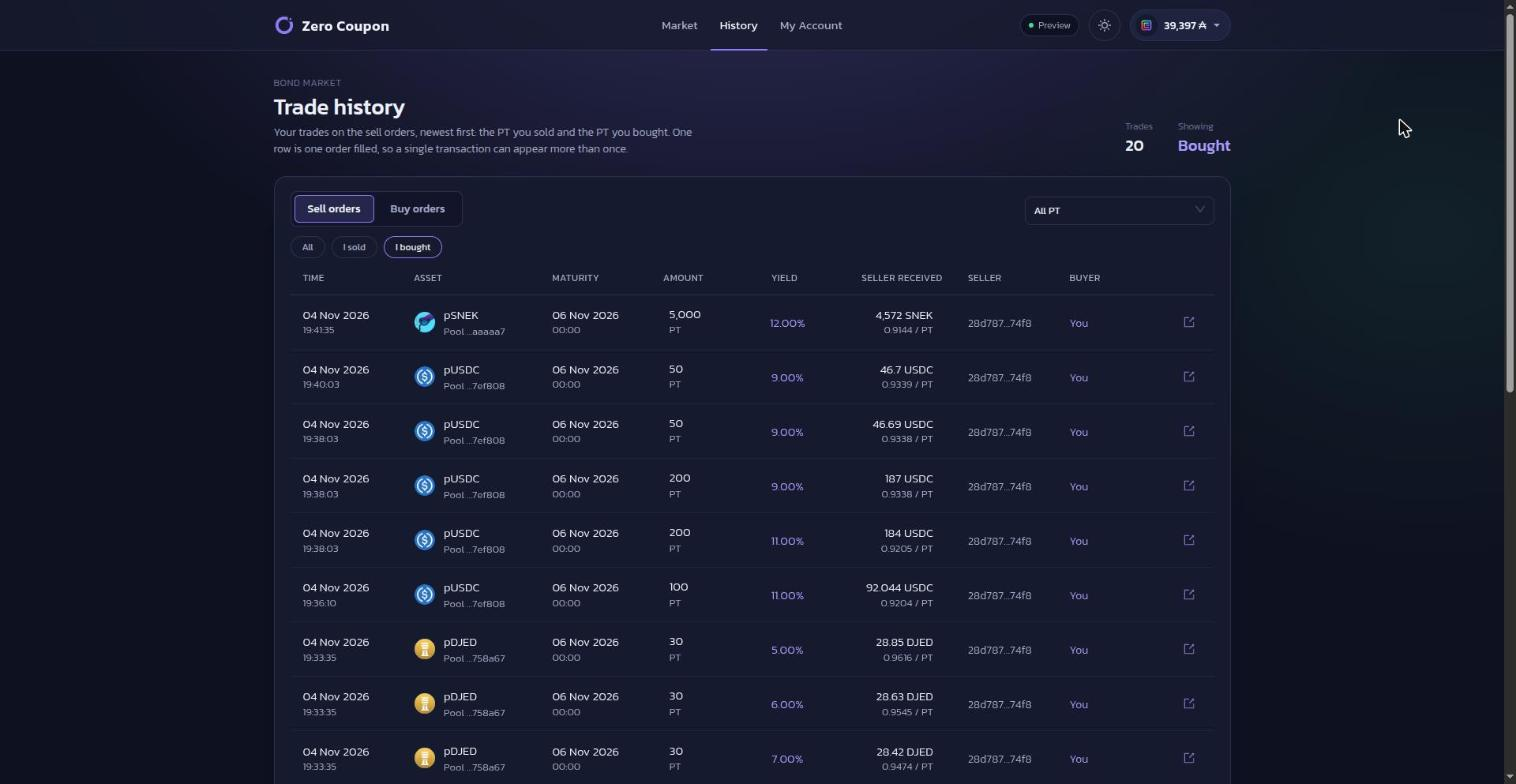 Zero Coupon
Market History My Account
Preview
39,397 ₳
BOND MARKET
Trade history
Your trades on the sell orders, newest first: the PT you sold and the PT you bought. One
row is one order filled, so a single transaction can appear more than once.
Trades Showing
20 Bought
Sell orders Buy orders
All PT
All I sold I bought
TIME ASSET MATURITY AMOUNT YIELD SELLER RECEIVED SELLER BUYER
04 Nov 2026 pSNEK 06 Nov 2026 5,000 12.00% 4,572 SNEK 28d787...74f8 You
19:41:35 Pool ...aaaaa7 00:00 PT 0.9144 / PT
04 Nov 2026 pUSDC 06 Nov 2026 50 9.00% 46.7 USDC 28d787...74f8 You
19:40:03 Pool ...7ef808 00:00 PT 0.9339 / PT
04 Nov 2026 pUSDC 06 Nov 2026 50 9.00% 46.69 USDC 28d787...74f8 You
19:38:03 Pool ...7ef808 00:00 PT 0.9338 / PT
04 Nov 2026 pUSDC 06 Nov 2026 200 9.00% 187 USDC 28d787...74f8 You
19:38:03 Pool ...7ef808 00:00 PT 0.9338 / PT
04 Nov 2026 pUSDC 06 Nov 2026 200 11.00% 184 USDC 28d787...74f8 You
19:38:03 Pool ...7ef808 00:00 PT 0.9205 / PT
04 Nov 2026 pUSDC 06 Nov 2026 100 11.00% 92.044 USDC 28d787...74f8 You
19:36:10 Pool ...7ef808 00:00 PT 0.9204 / PT
04 Nov 2026 pDJED 06 Nov 2026 30 5.00% 28.85 DJED 28d787...74f8 You
19:33:35 Pool ...758a67 00:00 PT 0.9616 / PT
04 Nov 2026 pDJED 06 Nov 2026 30 6.00% 28.63 DJED 28d787...74f8 You
19:33:35 Pool ...758a67 00:00 PT 0.9545 / PT
04 Nov 2026 pDJED 06 Nov 2026 30 7.00% 28.42 DJED 28d787...74f8 You
19:33:35 Pool ...758a67 00:00 PT 0.9474 / PT